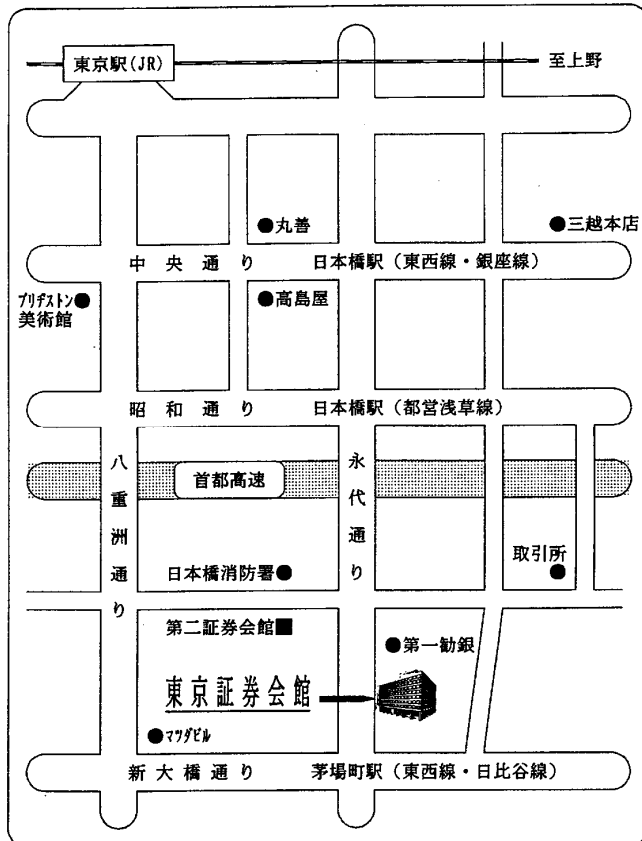 東京駅(JR)
至上野
●丸善
●三越本店
中央通り
日本橋駅(東西線・銀座線)
ブリヂストン●
美術館
●高島屋
昭和通り
日本橋駅(都営浅草線)
八重洲通り
首都高速
永代通り
取引所
日本橋消防署●
第二証券会館■
●第一勧銀
東京証券会館
●マツダビル
新大橋通り
茅場町駅(東西線・日比谷線)